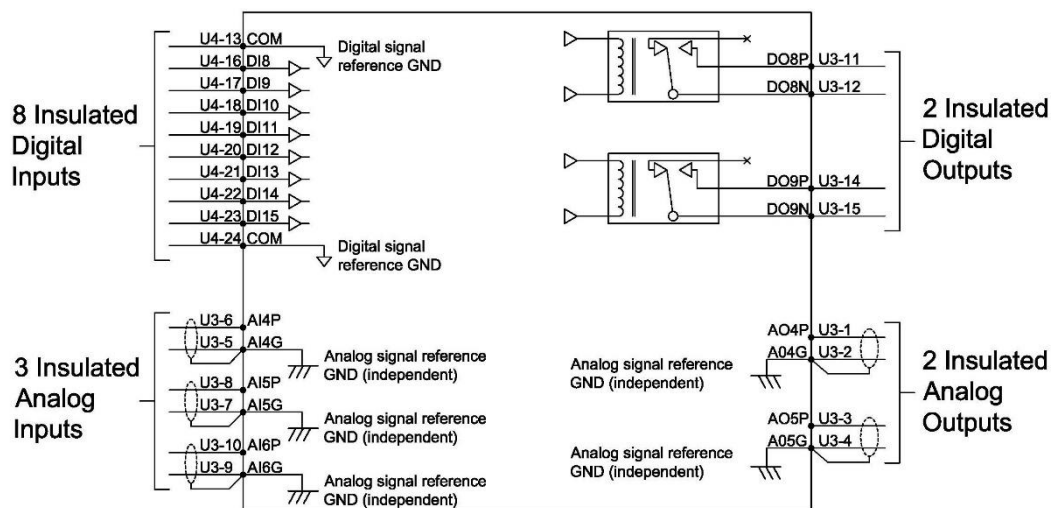 8 Insulated
Digital
Inputs
U4-13 COM
U4-16 DI8
U4-17 DI9
U4-18 DI10
U4-19 DI11
U4-20 DI12
U4-21 DI13
U4-22 DI14
U4-23 DI15
U4-24 COM
Digital signal
reference GND
Digital signal
reference GND
DO8P U3-11
DO8N U3-12
DO9P U3-14
DO9N U3-15
2 Insulated
Digital
Outputs
3 Insulated
Analog
Inputs
U3-6 AI4P
U3-5 AI4G
U3-8 AI5P
U3-7 AI5G
U3-10 AI6P
U3-9 AI6G
Analog signal reference
GND (independent)
Analog signal reference
GND (independent)
Analog signal reference
GND (independent)
Analog signal reference
GND (independent)
Analog signal reference
GND (independent)
AO4P U3-1
A04G U3-2
AO5P U3-3
A05G U3-4
2 Insulated
Analog
Outputs